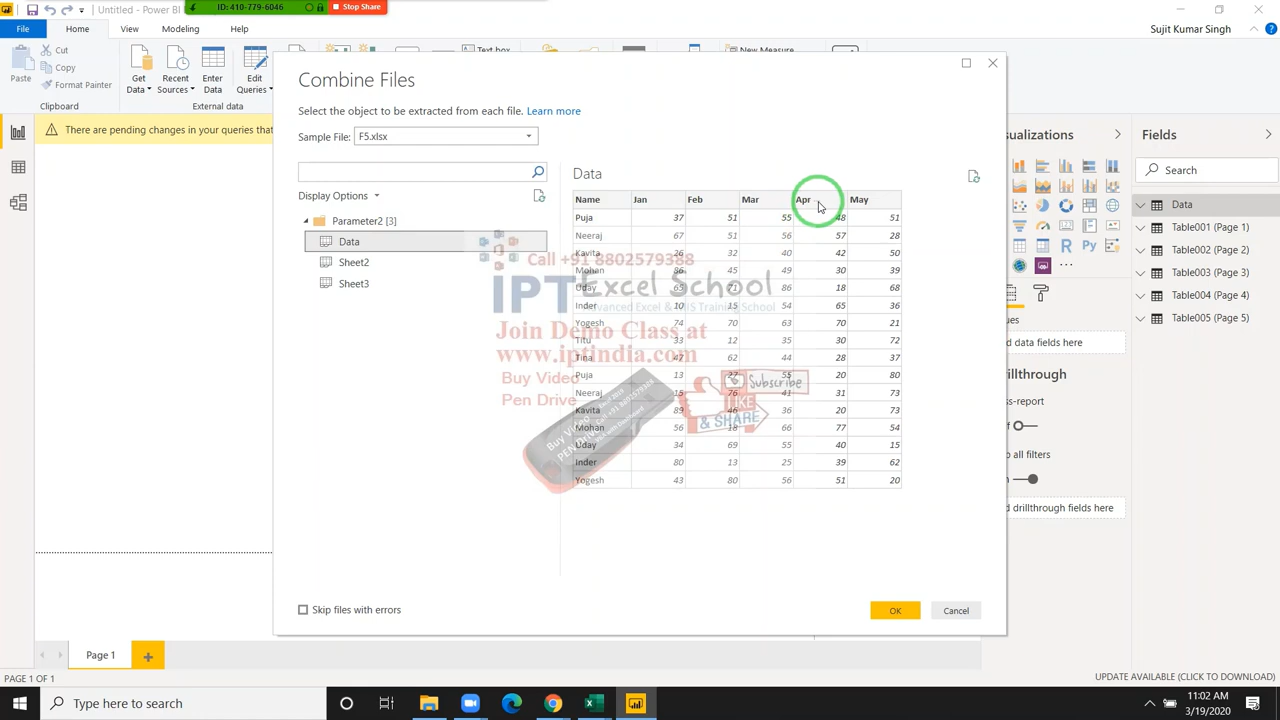 Untitled - Power BI
ID: 410-779-6046
Stop Share
File
Home
View
Modeling
Help
Sujit Kumar Singh
Paste
Cut
Copy
Format Painter
Clipboard
Get Data
Recent Sources
Enter Data
Edit Queries
External data
Text box
New Measure
There are pending changes in your queries that
Combine Files
Select the object to be extracted from each file. Learn more
Sample File: F5.xlsx
Display Options
Parameter2 [3]
Data
Sheet2
Sheet3
Data
Name Jan Feb Mar Apr May
Puja 37 51 55 48 51
Neeraj 67 51 56 57 28
Kavita 26 32 40 42 50
Mohan 86 45 49 30 39
Uday 65 71 86 18 68
Inder 10 15 54 65 36
Yogesh 74 70 63 70 21
Titu 33 12 35 30 72
Tina 47 62 44 28 37
Puja 13 27 55 20 80
Neeraj 15 76 41 31 73
Kavita 89 46 36 20 73
Mohan 56 18 66 77 54
Uday 34 69 55 40 15
Inder 80 13 25 39 62
Yogesh 43 80 56 51 20
Call +91 8802579388
IPT Excel School
Advanced Excel & MIS Training School
Join Demo Class at
www.iptindia.com
Buy Video
Pen Drive
Subscribe
LIKE
& SHARE
Skip files with errors
OK
Cancel
ualizations
Fields
Search
Data
Table001 (Page 1)
Table002 (Page 2)
Table003 (Page 3)
Table004 (Page 4)
Table005 (Page 5)
ues
d data fields here
llthrough
ss-report
f
p all filters
n
d drillthrough fields here
Page 1
PAGE 1 OF 1
UPDATE AVAILABLE (CLICK TO DOWNLOAD)
Type here to search
11:02 AM
3/19/2020